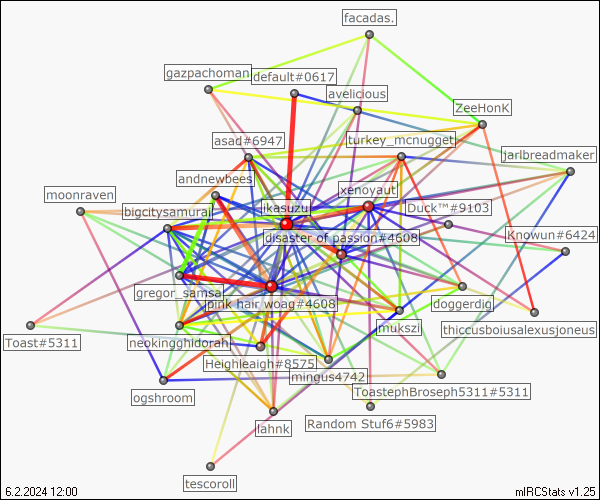 facadas.
gazpachoman
default#0617
avelicious
ZeeHonk
asad#6947
turkey_mcnugget
jarlbreadmaker
andnewbees
xenoyaut
moonraven
bigcitysamurai
ikasuzu
Duck™#9103
disaster of passion#4608
Knowun#6424
gregor_samsa
pink hair woag#4608
doggerdig
mukszi
thiccusboiusalexusjoneus
Toast#5311
neokingghidorah
Heighleaigh#8575
mingus4742
ToastephBroseph5311#5311
ogshroom
lahnk
Random Stuf6#5983
tescoroll
6.2.2024 12:00
mIRCStats v1.25